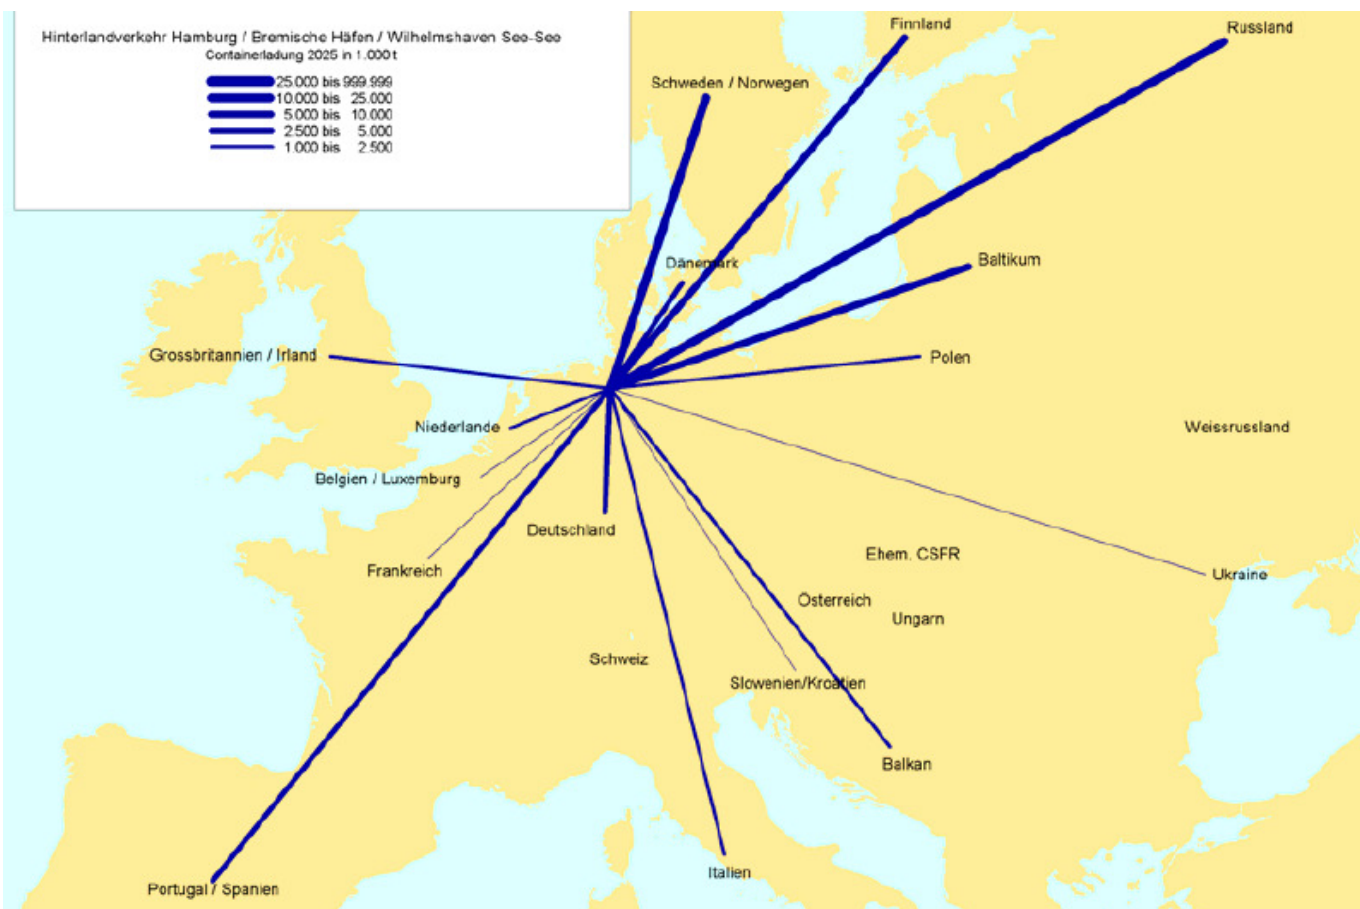 Hinterlandverkehr Hamburg / Bremische Häfen / Wilhelmshaven See-See
Containerladung 2025 in 1.000 t
25.000 bis 999.999
10.000 bis 25.000
5.000 bis 10.000
2.500 bis 5.000
1.000 bis 2.500
Finnland
Russland
Schweden / Norwegen
Dänemark
Baltikum
Grossbritannien / Irland
Polen
Niederlande
Weissrussland
Belgien / Luxemburg
Deutschland
Ehem. CSFR
Frankreich
Ukraine
Österreich
Ungarn
Schweiz
Slowenien/Kroatien
Balkan
Italien
Portugal / Spanien